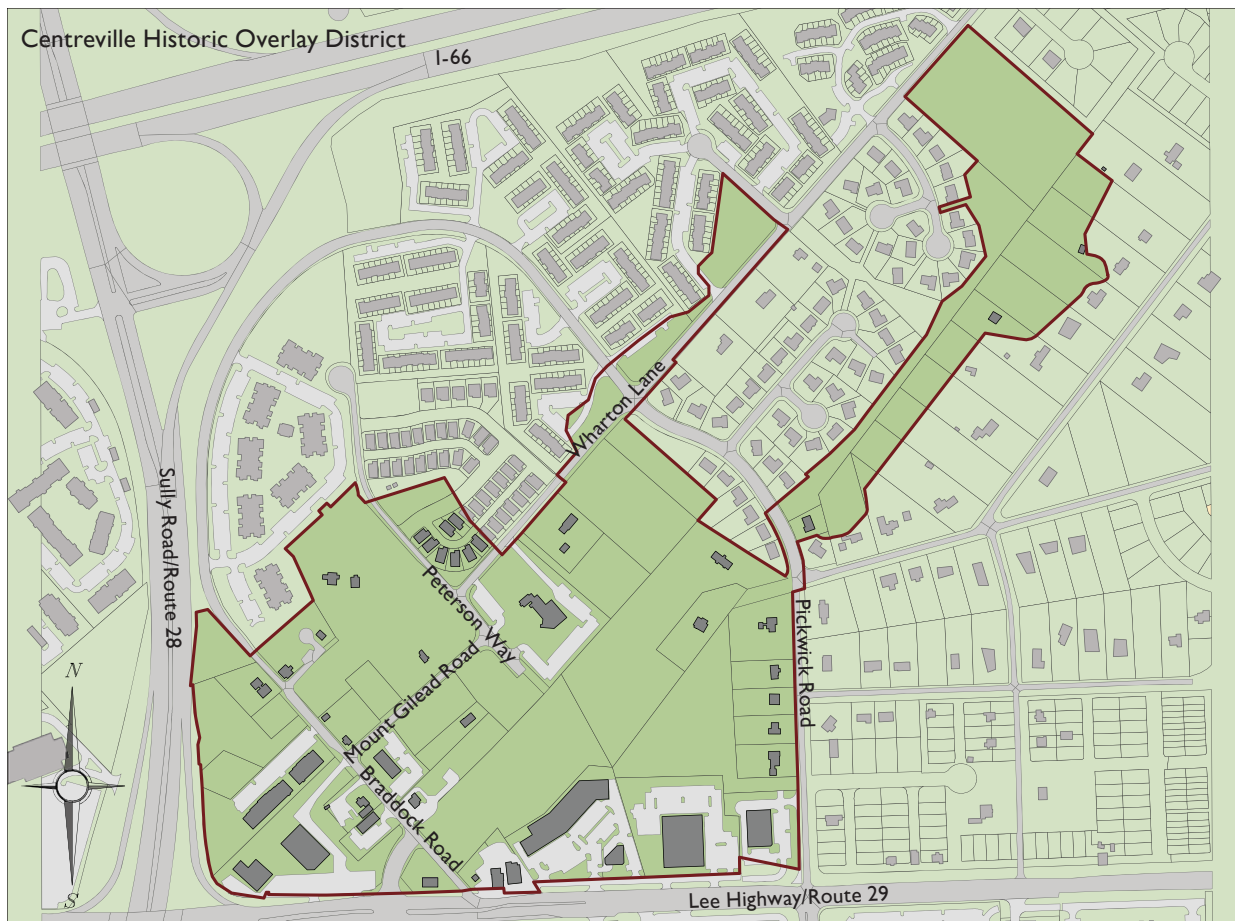 Centreville Historic Overlay District
I-66
Wharton Lane
Sully Road/Route 28
Peterson Way
Pickwick Road
Mount Gilead Road
Braddock Road
N
S
Lee Highway/Route 29